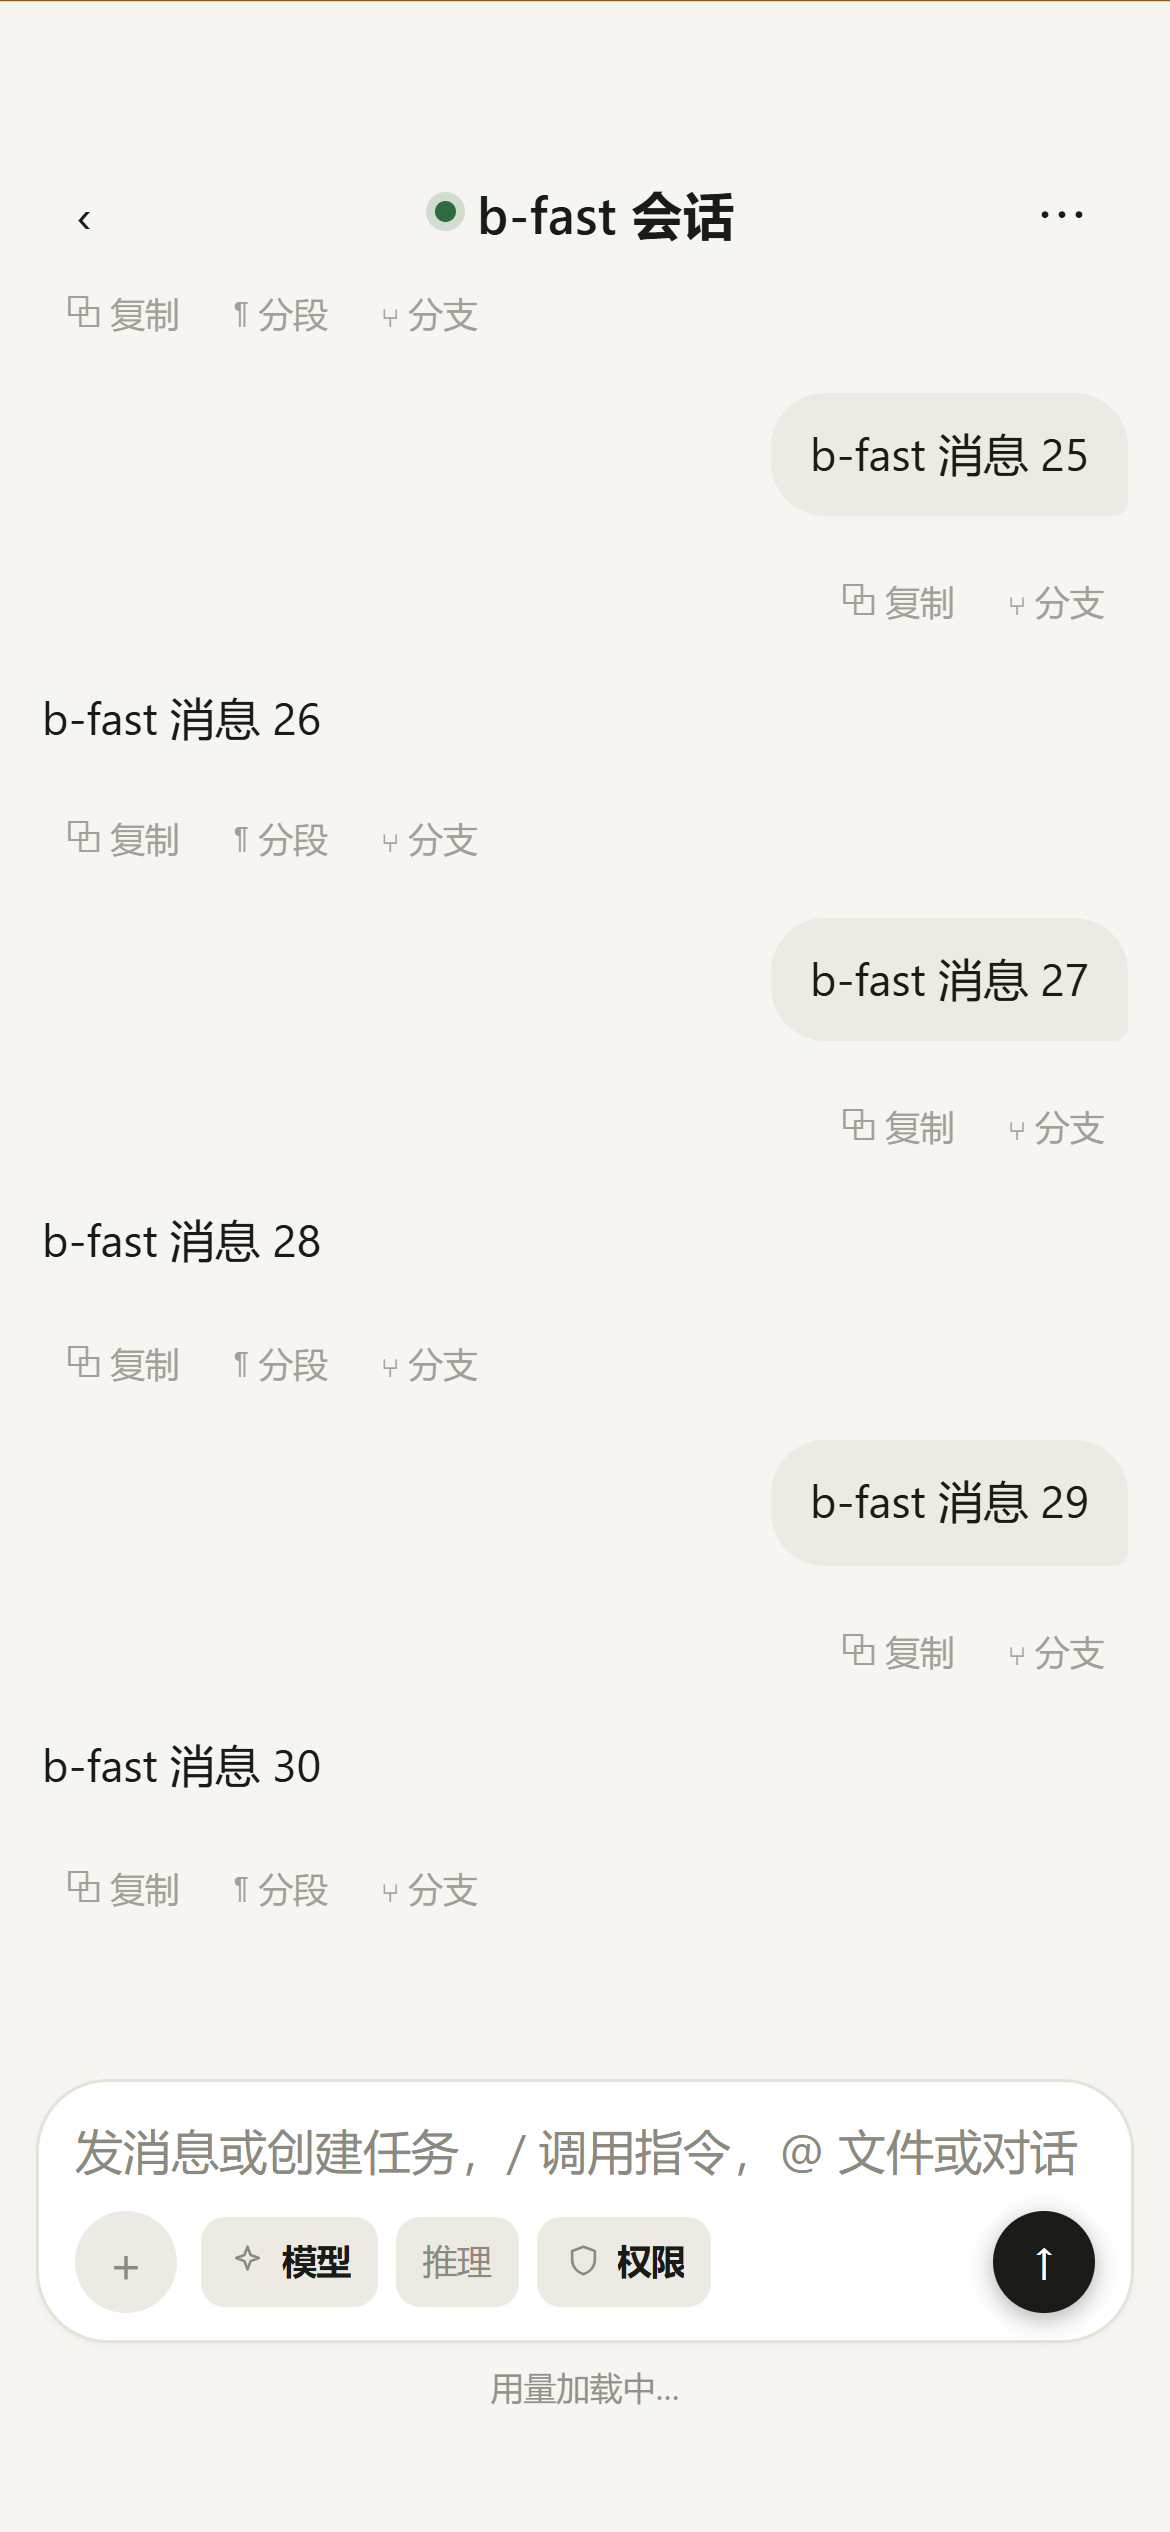 ‹ b-fast 会话 ···
复制 ¶ 分段 分支
b-fast 消息 25
复制 分支
b-fast 消息 26
复制 ¶ 分段 分支
b-fast 消息 27
复制 分支
b-fast 消息 28
复制 ¶ 分段 分支
b-fast 消息 29
复制 分支
b-fast 消息 30
复制 ¶ 分段 分支
发消息或创建任务，/ 调用指令，@ 文件或对话
+ 模型 推理 权限 ↑
用量加载中...